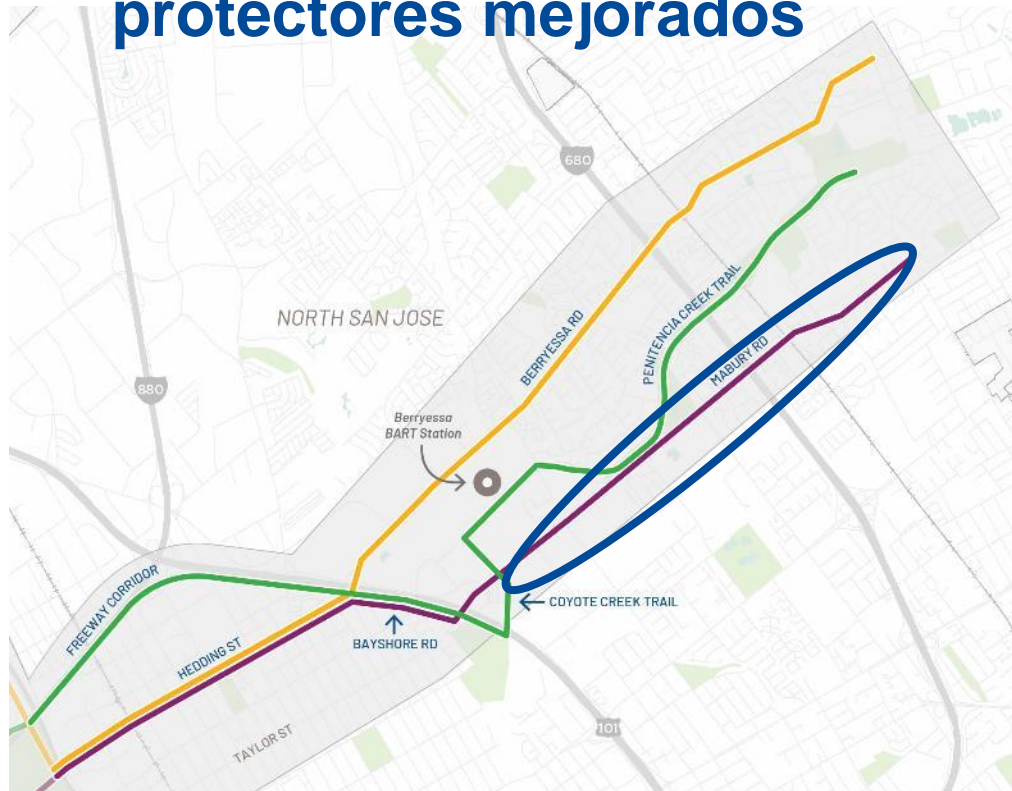 protectores mejorados
680
NORTH SAN JOSE
BERRYESSA RD
PENITENCIA CREEK TRAIL
MABURY RD
880
Berryessa
BART Station
FREEWAY CORRIDOR
HEDDING ST
BAYSHORE RD
COYOTE CREEK TRAIL
TAYLOR ST
101